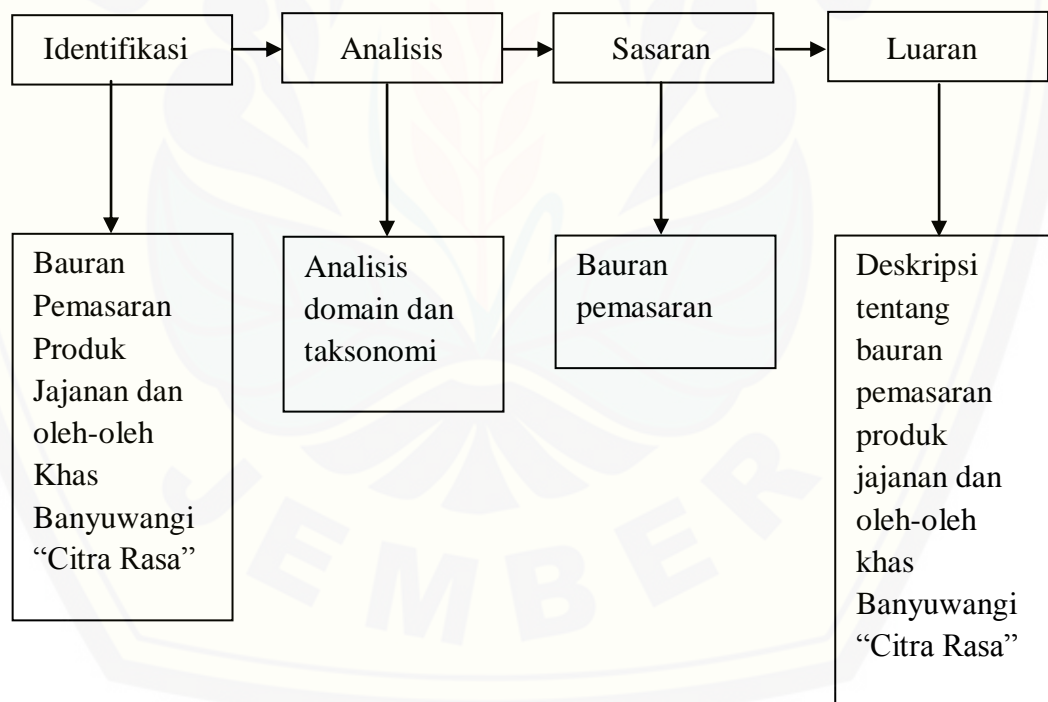 Identifikasi
Analisis
Sasaran
Luaran
Bauran
Pemasaran
Produk
Jajanan dan
oleh-oleh
Khas
Banyuwangi
“Citra Rasa”
Analisis
domain dan
taksonomi
Bauran
pemasaran
Deskripsi
tentang
bauran
pemasaran
produk
jajanan dan
oleh-oleh
khas
Banyuwangi
“Citra Rasa”
JEMBER